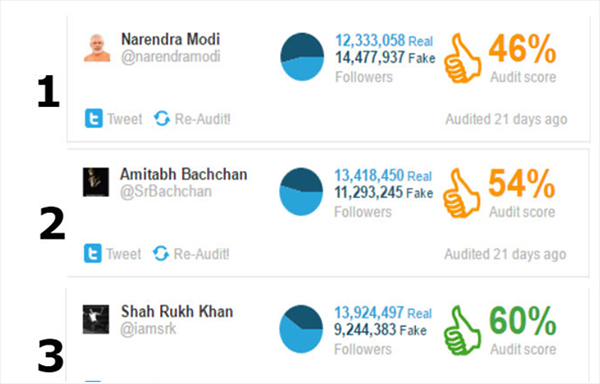 1
Narendra Modi
@narendramodi
12,333,058 Real
14,477,937 Fake
Followers
46%
Audit score
Tweet Re-Audit!
Audited 21 days ago
2
Amitabh Bachchan
@SrBachchan
13,418,450 Real
11,293,245 Fake
Followers
54%
Audit score
Tweet Re-Audit!
Audited 21 days ago
3
Shah Rukh Khan
@iamsrk
13,924,497 Real
9,244,383 Fake
Followers
60%
Audit score